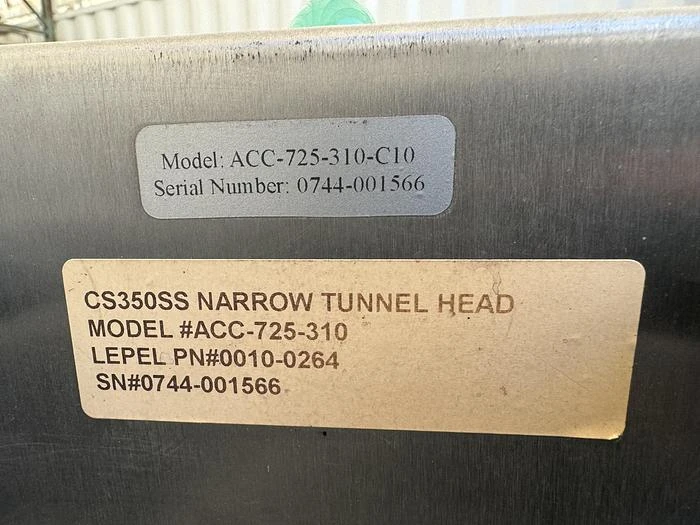 Model: ACC-725-310-C10
Serial Number: 0744-001566
CS350SS NARROW TUNNEL HEAD
MODEL #ACC-725-310
LEPEL PN#0010-0264
SN#0744-001566